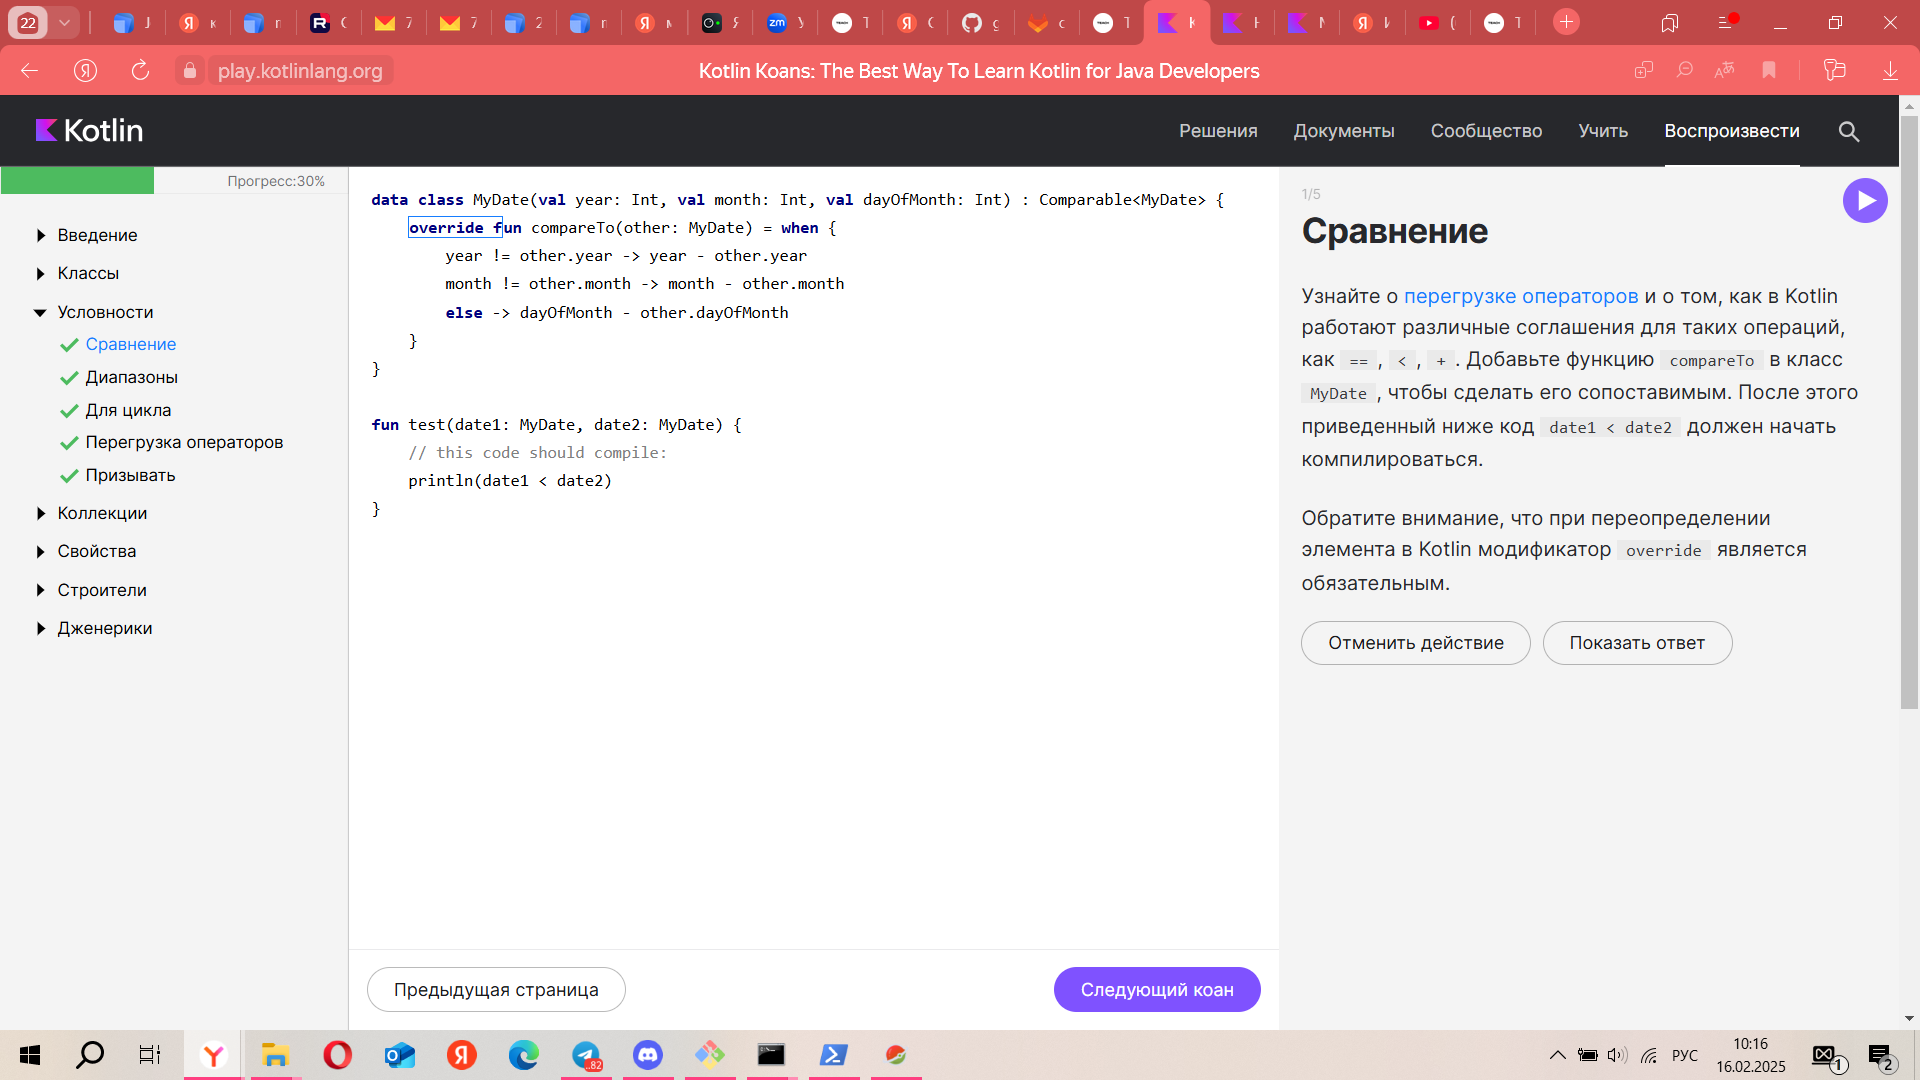 22
play.kotlinlang.org
Kotlin Koans: The Best Way To Learn Kotlin for Java Developers
Kotlin
Решения
Документы
Сообщество
Учить
Воспроизвести
Прогресс:30%
Введение
Классы
Условности
Сравнение
Диапазоны
Для цикла
Перегрузка операторов
Призывать
Коллекции
Свойства
Строители
Дженерики
data class MyDate(val year: Int, val month: Int, val dayOfMonth: Int) : Comparable<MyDate> {
override fun compareTo(other: MyDate) = when {
year != other.year -> year - other.year
month != other.month -> month - other.month
else -> dayOfMonth - other.dayOfMonth
}
}
fun test(date1: MyDate, date2: MyDate) {
// this code should compile:
println(date1 < date2)
}
Предыдущая страница
Следующий коан
1/5
Сравнение
Узнайте о перегрузке операторов и о том, как в Kotlin
работают различные соглашения для таких операций,
как == , < , + . Добавьте функцию compareTo в класс
MyDate , чтобы сделать его сопоставимым. После этого
приведенный ниже код date1 < date2 должен начать
компилироваться.
Обратите внимание, что при переопределении
элемента в Kotlin модификатор override является
обязательным.
Отменить действие
Показать ответ
82
РУС
10:16
16.02.2025
1
2